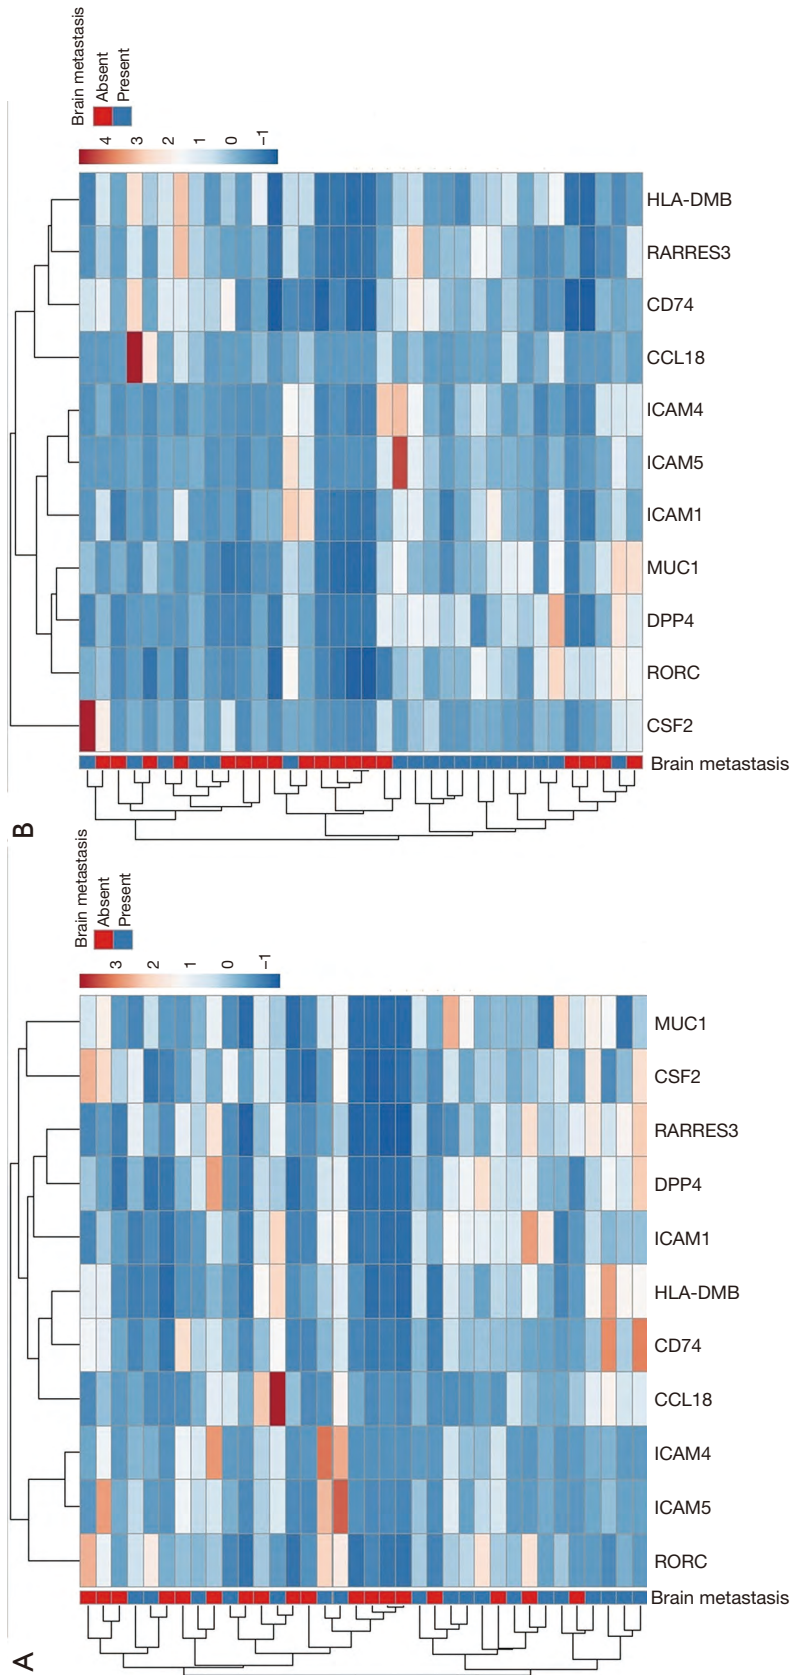 B
Brain metastasis
Absent
Present
4
3
2
1
0
−1
HLA-DMB
RARRES3
CD74
CCL18
ICAM4
ICAM5
ICAM1
MUC1
DPP4
RORC
CSF2
Brain metastasis
A
Brain metastasis
Absent
Present
3
2
1
0
−1
MUC1
CSF2
RARRES3
DPP4
ICAM1
HLA-DMB
CD74
CCL18
ICAM4
ICAM5
RORC
Brain metastasis